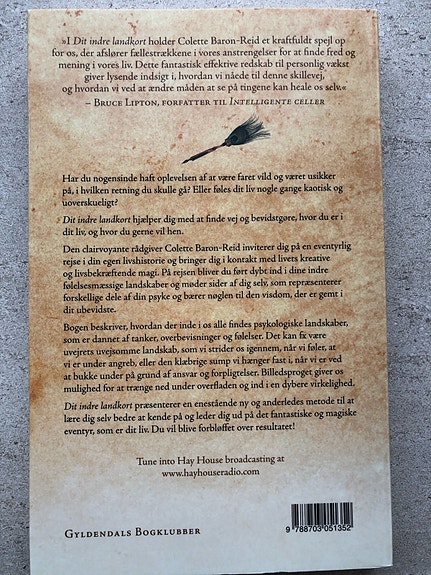 »I Dit indre landkort holder Colette Baron-Reid et kraftfuldt spejl op
for os, der afslører fællestrækkene i vores anstrengelser for at finde fred og
mening i vores liv. Dette fantastisk effektive redskab til personlig vækst
giver lysende indsigt i, hvordan vi nåede til denne skillevej,
og hvordan vi ved at ændre måden at se på tingene kan heale os selv.«
– Bruce Lipton, forfatter til Intelligente celler
Har du nogensinde haft oplevelsen af at være faret vild og været usikker
på, i hvilken retning du skulle gå? Eller føles dit liv nogle gange kaotisk og
uoverskueligt?
Dit indre landkort hjælper dig med at finde vej og bevidstgøre, hvor du er i
dit liv, og hvor du gerne vil hen.
Den clairvoyante rådgiver Colette Baron-Reid inviterer dig på en eventyrlig
rejse i din egen livshistorie og bringer dig i kontakt med livets kreative
og livsbekræftende magi. På rejsen bliver du ført dybt ind i dine indre
følelsesmæssige landskaber og møder sider af dig selv, som repræsenterer
forskellige dele af din psyke og bærer nøglen til den visdom, der er gemt i
dit ubevidste.
Bogen beskriver, hvordan der inde i os alle findes psykologiske landskaber,
som er dannet af tanker, overbevisninger og følelser. Det kan fx være
uvejrets uvejsomme landskab, som vi strider os igennem, når vi føler, at
vi er under angreb, eller den klæbrige sump vi hænger fast i, når vi er ved
at bukke under på grund af ansvar og forpligtelser. Billedsproget giver os
mulighed for at trænge ned under overfladen og ind i en dybere virkelighed.
Dit indre landkort præsenterer en enestående ny og anderledes metode til at
lære dig selv bedre at kende på og leder dig ud på det fantastiske og magiske
eventyr, som er dit liv. Du vil blive forbløffet over resultatet!
Tune into Hay House broadcasting at
www.hayhouseradio.com
Gyldendals Bogklubber
9 788703 051352